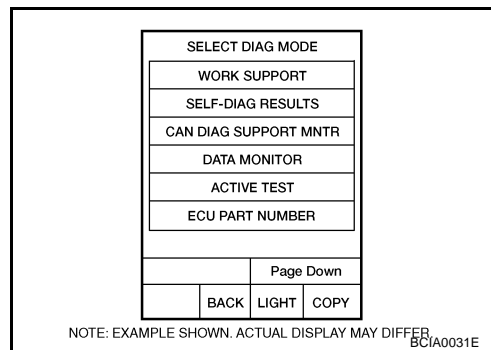 SELECT DIAG MODE
WORK SUPPORT
SELF-DIAG RESULTS
CAN DIAG SUPPORT MNTR
DATA MONITOR
ACTIVE TEST
ECU PART NUMBER
Page Down
BACK LIGHT COPY
NOTE: EXAMPLE SHOWN. ACTUAL DISPLAY MAY DIFFER.
BCIA0031E